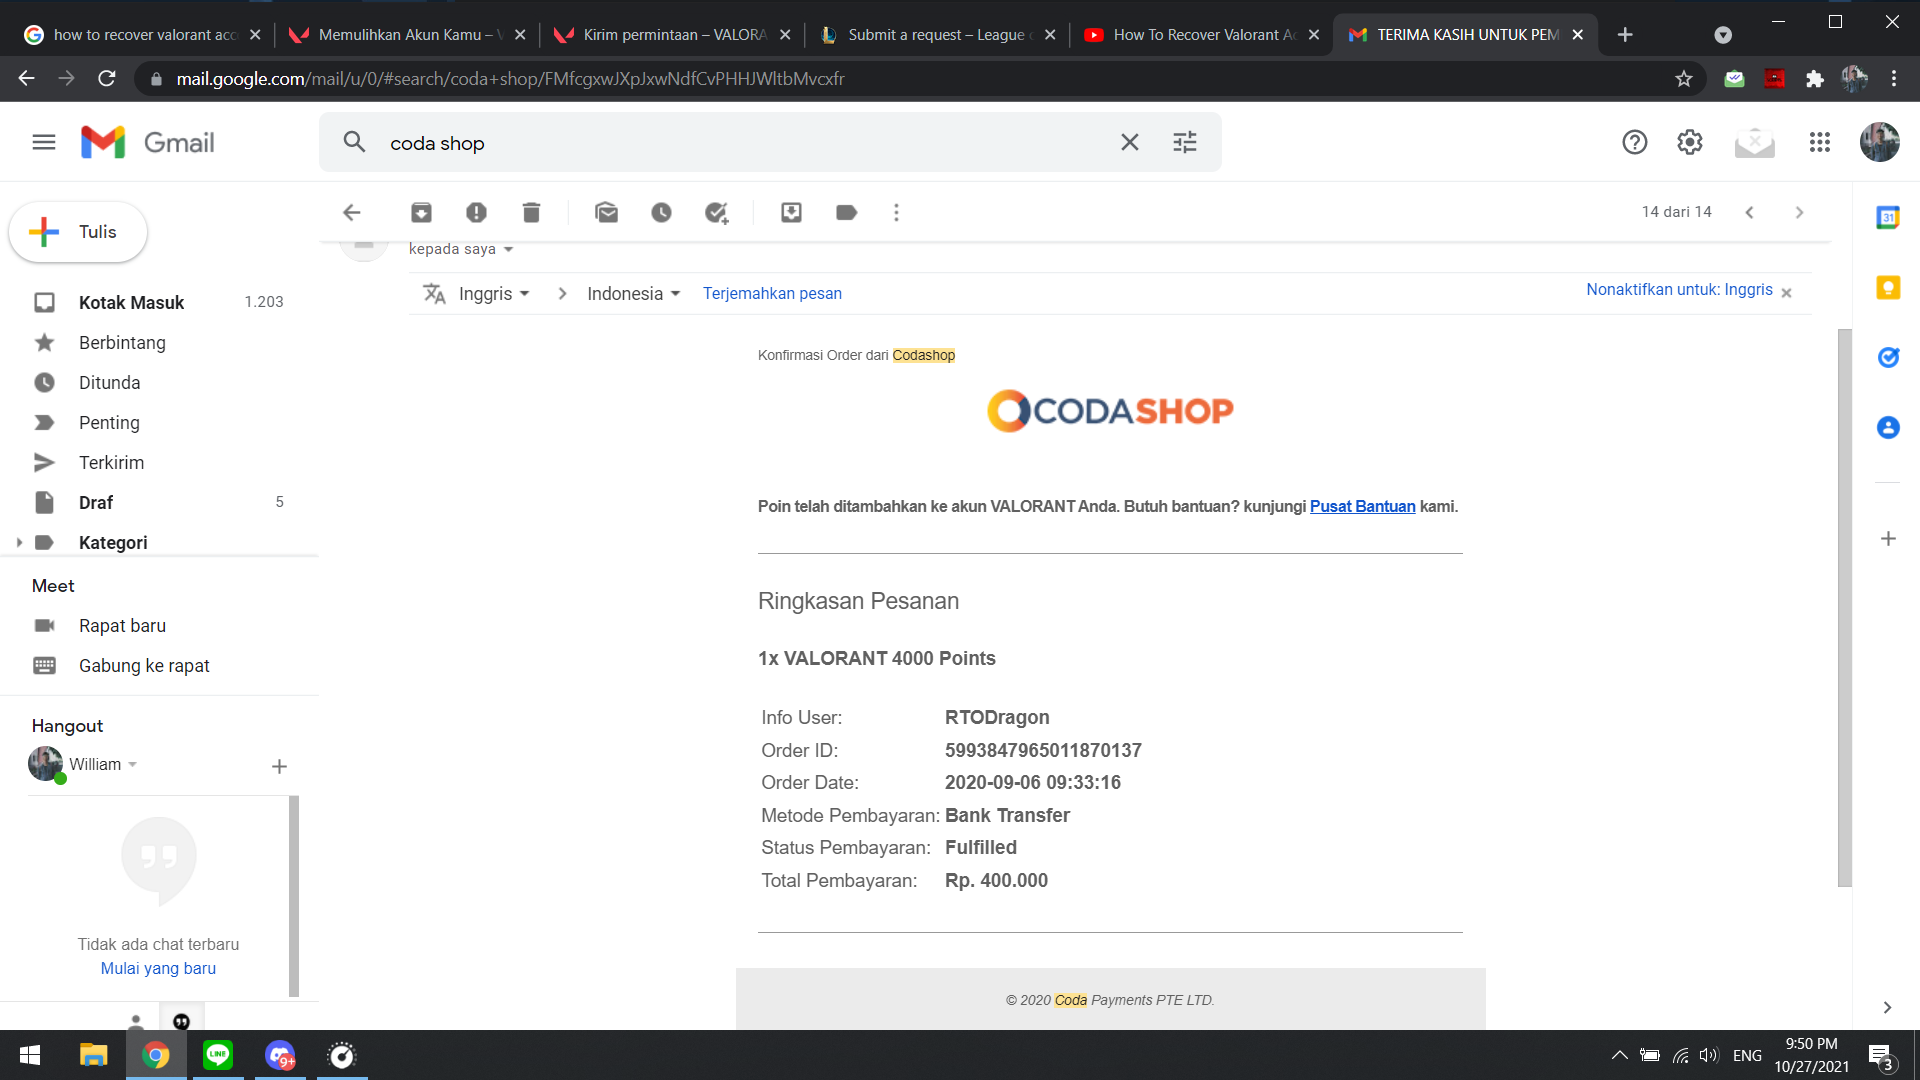 how to recover valorant acc
Memulihkan Akun Kamu – V
Kirim permintaan – VALORA
Submit a request – League o
How To Recover Valorant Ac
TERIMA KASIH UNTUK PEM
mail.google.com/mail/u/0/#search/coda+shop/FMfcgxwJXpJxwNdfCvPHHJWltbMvcxfr
Gmail
coda shop
Tulis
14 dari 14
31
kepada saya
Inggris
Indonesia
Terjemahkan pesan
Nonaktifkan untuk: Inggris
Kotak Masuk 1.203
Berbintang
Ditunda
Penting
Terkirim
Draf 5
Kategori
Meet
Rapat baru
Gabung ke rapat
Hangout
William
Tidak ada chat terbaru
Mulai yang baru
Konfirmasi Order dari Codashop
CODASHOP
Poin telah ditambahkan ke akun VALORANT Anda. Butuh bantuan? kunjungi Pusat Bantuan kami.
Ringkasan Pesanan
1x VALORANT 4000 Points
Info User: RTODragon
Order ID: 5993847965011870137
Order Date: 2020-09-06 09:33:16
Metode Pembayaran: Bank Transfer
Status Pembayaran: Fulfilled
Total Pembayaran: Rp. 400.000
© 2020 Coda Payments PTE LTD.
LINE
9+
ENG
9:50 PM
10/27/2021
3